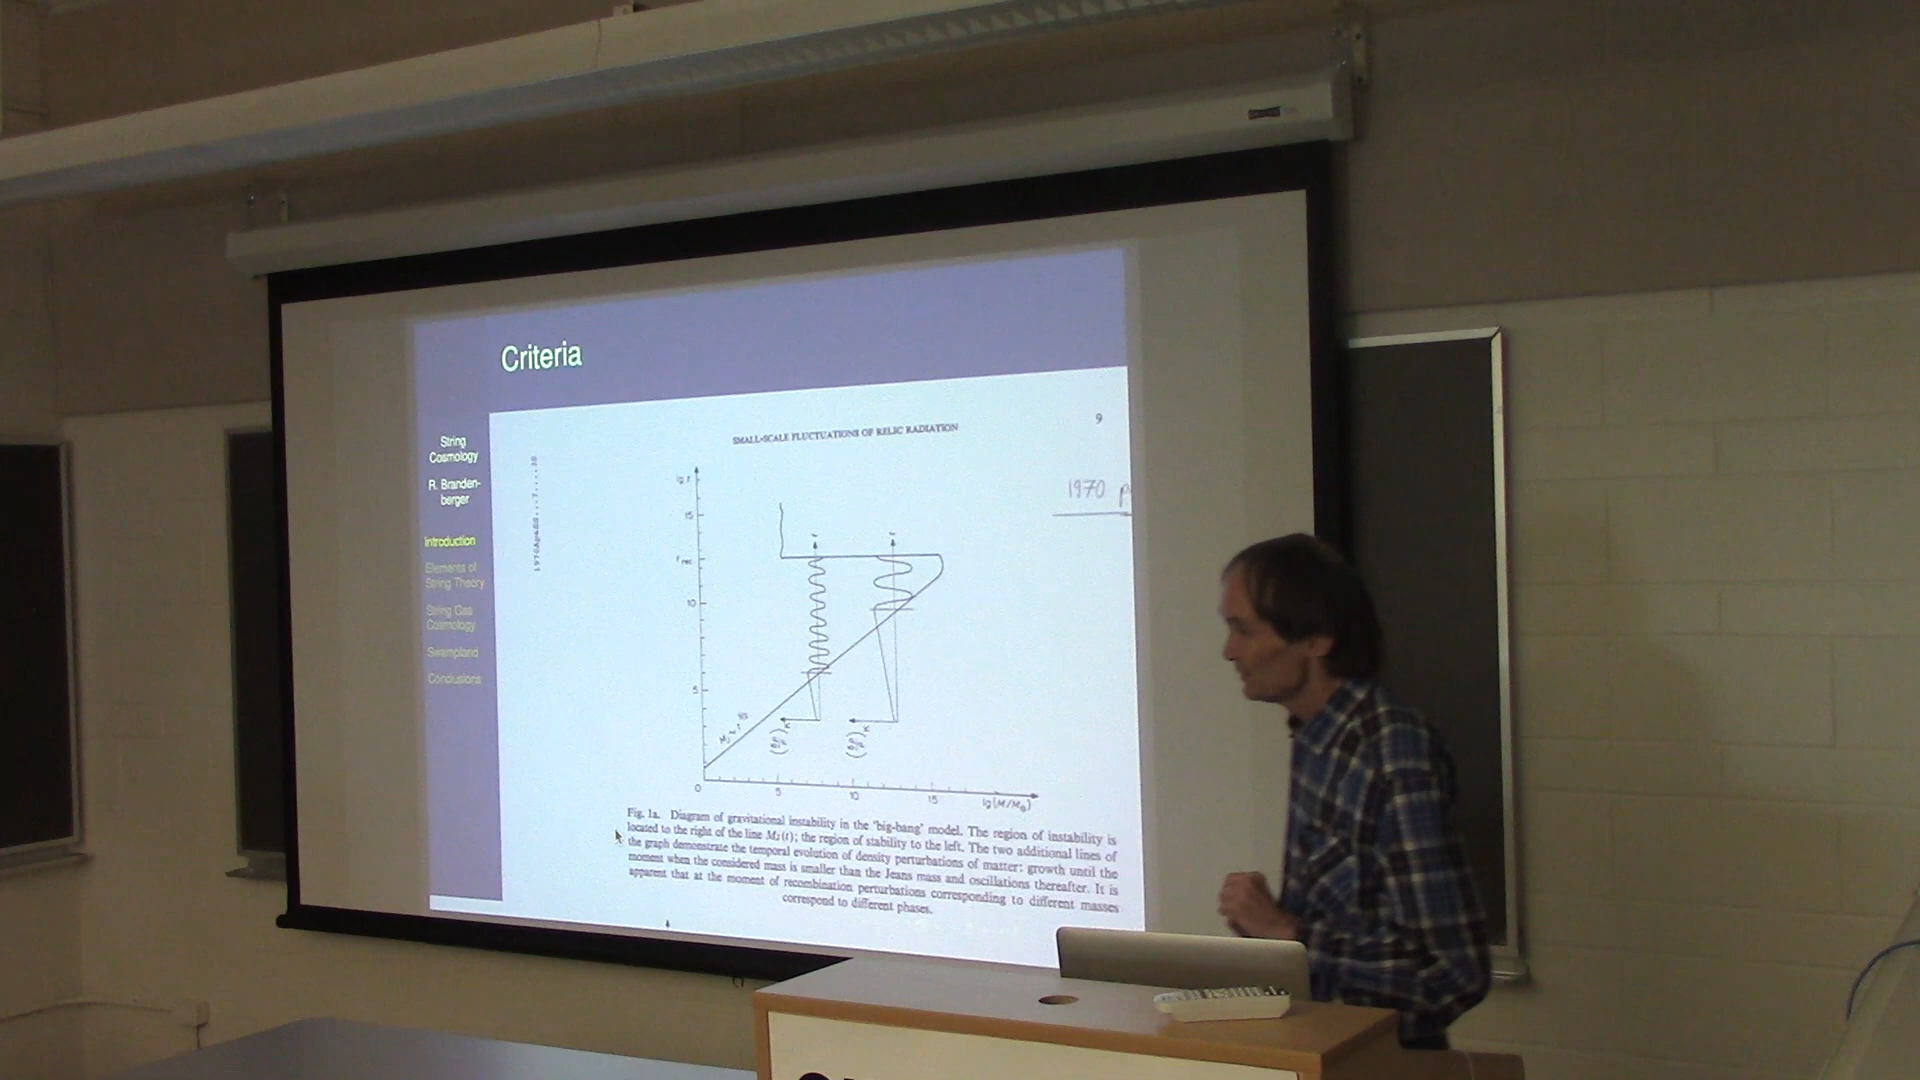 Criteria
String
Cosmology
R. Branden-
berger
Introduction
Elements of
String Theory
String Gas
Cosmology
Swampland
Conclusions
9
SMALL-SCALE FLUCTUATIONS OF RELIC RADIATION
1970
lg t
15
t rec
10
5
0
5
10
15
lg(M/M⊙)
Fig. 1a. Diagram of gravitational instability in the 'big-bang' model. The region of instability is
located to the right of the line MJ(t); the region of stability to the left. The two additional lines of
the graph demonstrate the temporal evolution of density perturbations of matter: growth until the
moment when the considered mass is smaller than the Jeans mass and oscillations thereafter. It is
apparent that at the moment of recombination perturbations corresponding to different masses
correspond to different phases.